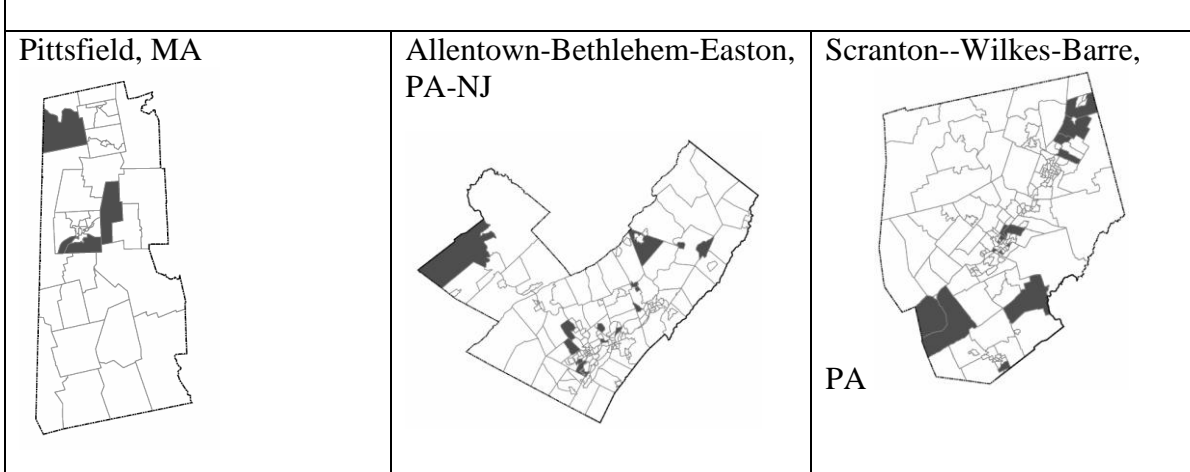 Pittsfield, MA
Allentown-Bethlehem-Easton,
PA-NJ
Scranton--Wilkes-Barre,
PA